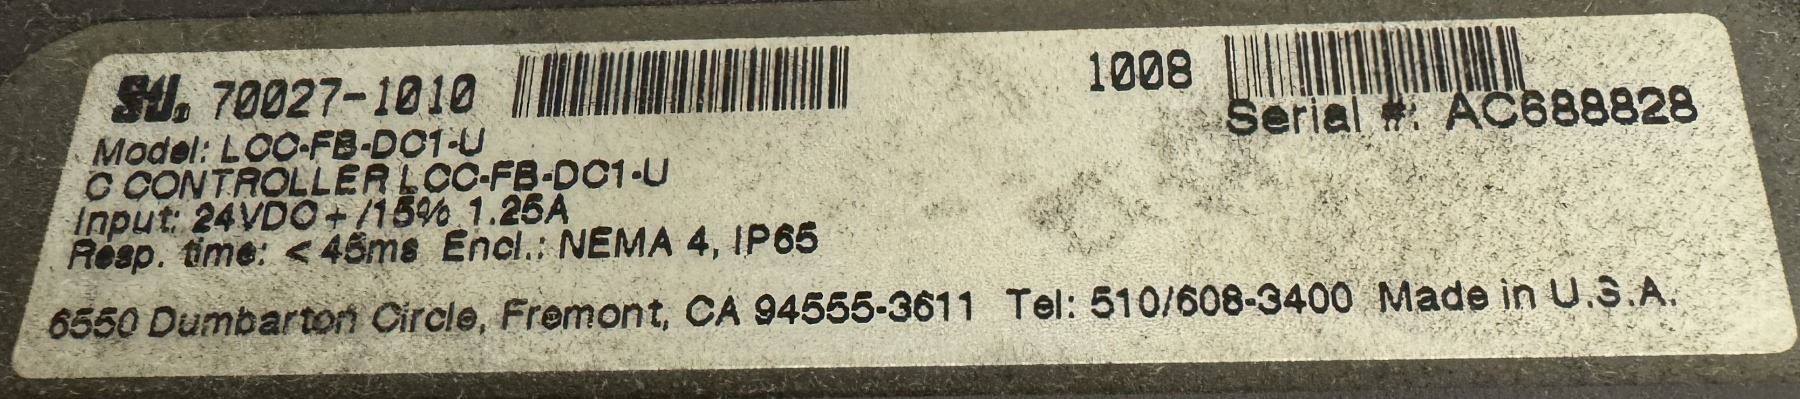 STI. 70027-1010 1008
Serial #: AC688828
Model: LCC-FB-DC1-U
C CONTROLLER LCC-FB-DC1-U
Input: 24VDC + /15% 1.25A
Resp. time: < 45ms Encl.: NEMA 4, IP65
6550 Dumbarton Circle, Fremont, CA 94555-3611 Tel: 510/608-3400 Made in U.S.A.